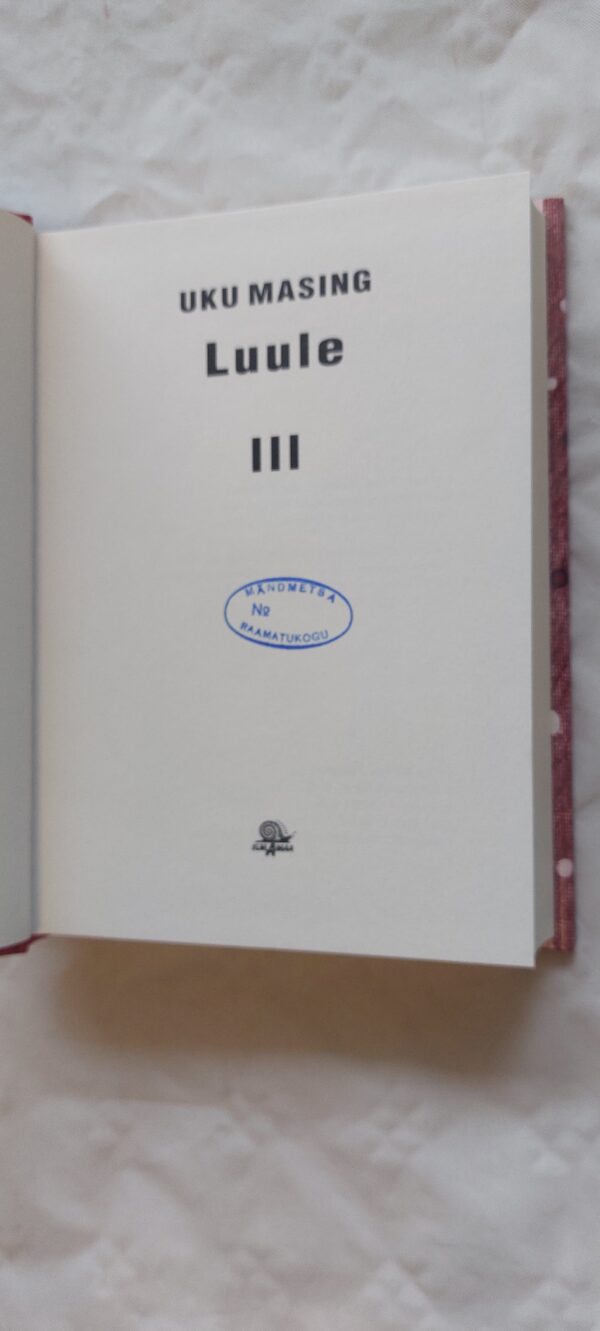 UKU MASING
Luule
III
MÄNDMETSA
№
RAAMATUKOGU